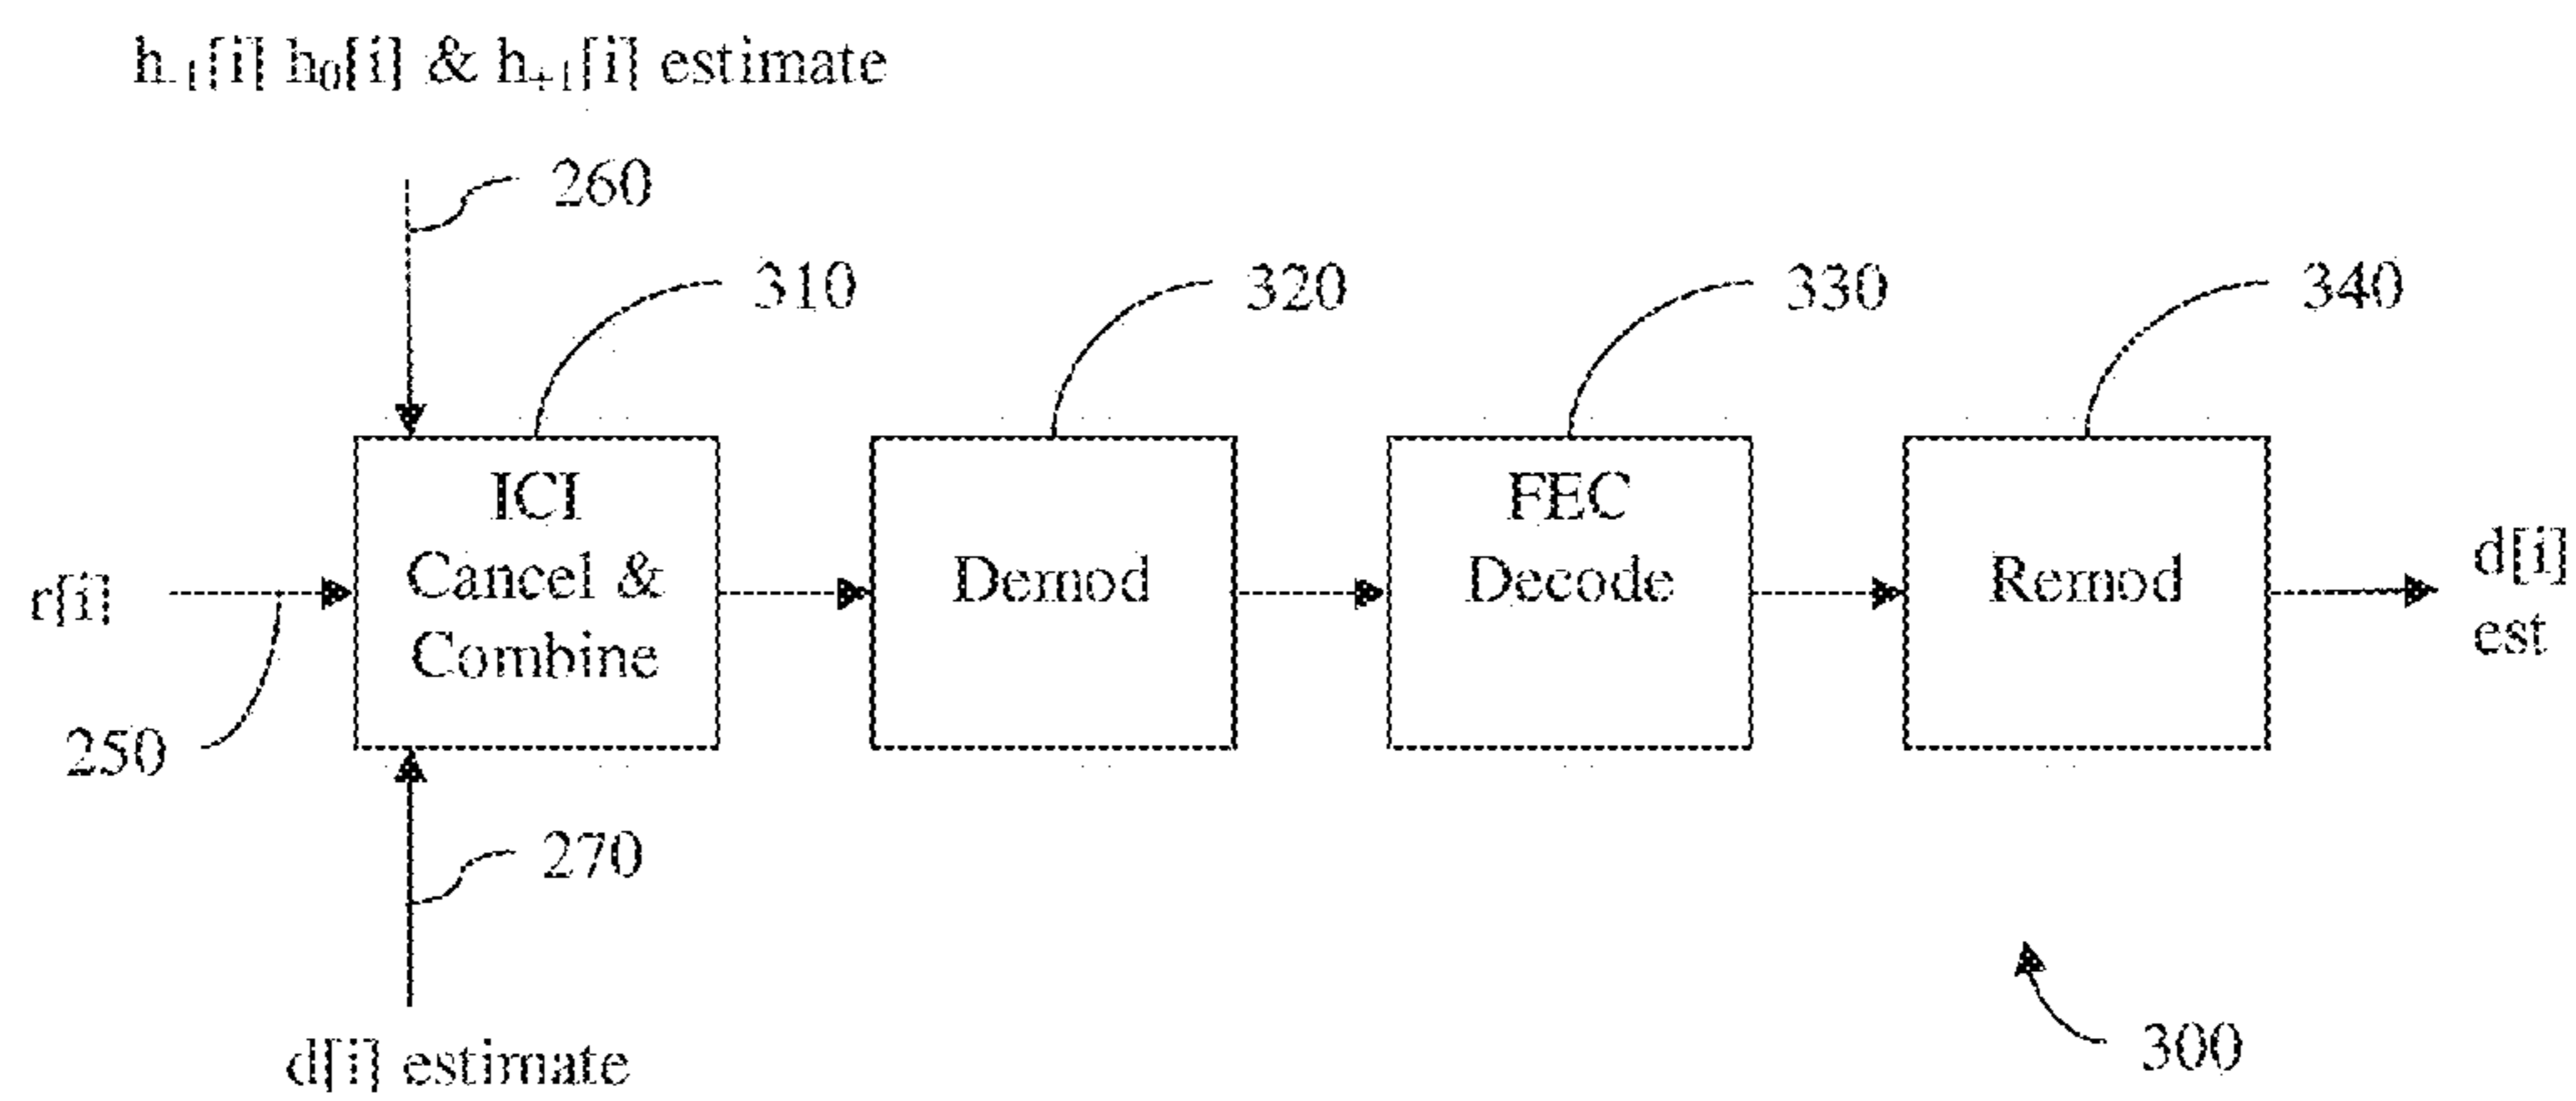 h-1[i] h0[i] & h+1[i] estimate
260
310
320
330
340
ICI
Cancel &
Combine
Demod
FEC
Decode
Remod
r[i]
d[i]
est
250
270
d[i] estimate
300